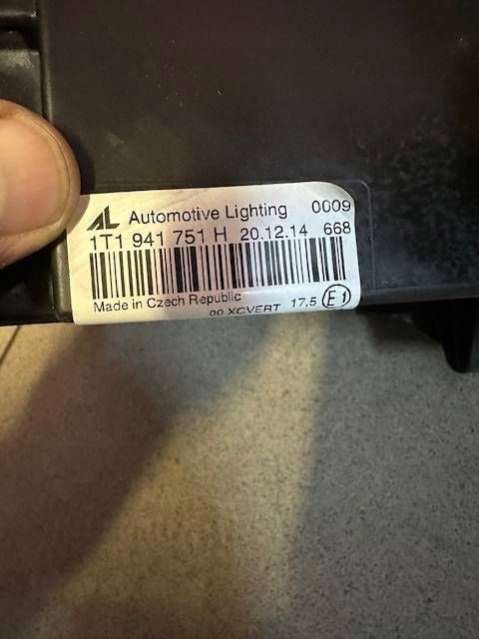 AL Automotive Lighting 0009
1T1 941 751 H 20.12.14 668
Made in Czech Republic
00 XCVERT 17.5 E1